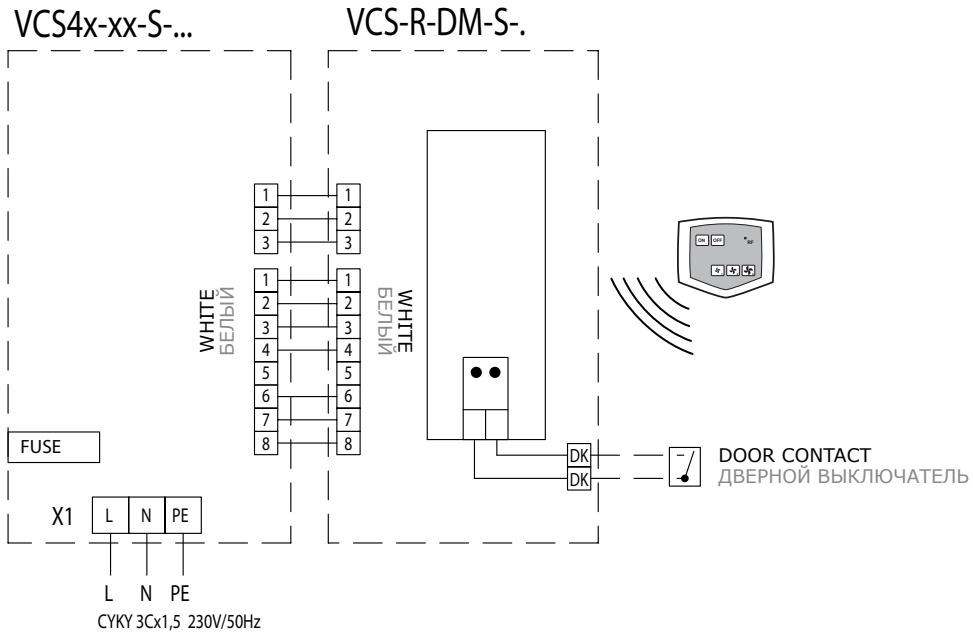 VCS4x-xx-S-...
VCS-R-DM-S-.
1 1
2 2
3 3
1 1
2 2
3 3
4 4
5 5
6 6
7 7
8 8
WHITE
БЕЛЫЙ
WHITE
БЕЛЫЙ
ON OFF RF
FUSE
DK
DK
DOOR CONTACT
ДВЕРНОЙ ВЫКЛЮЧАТЕЛЬ
X1 L N PE
L N PE
CYKY 3Cx1,5 230V/50Hz